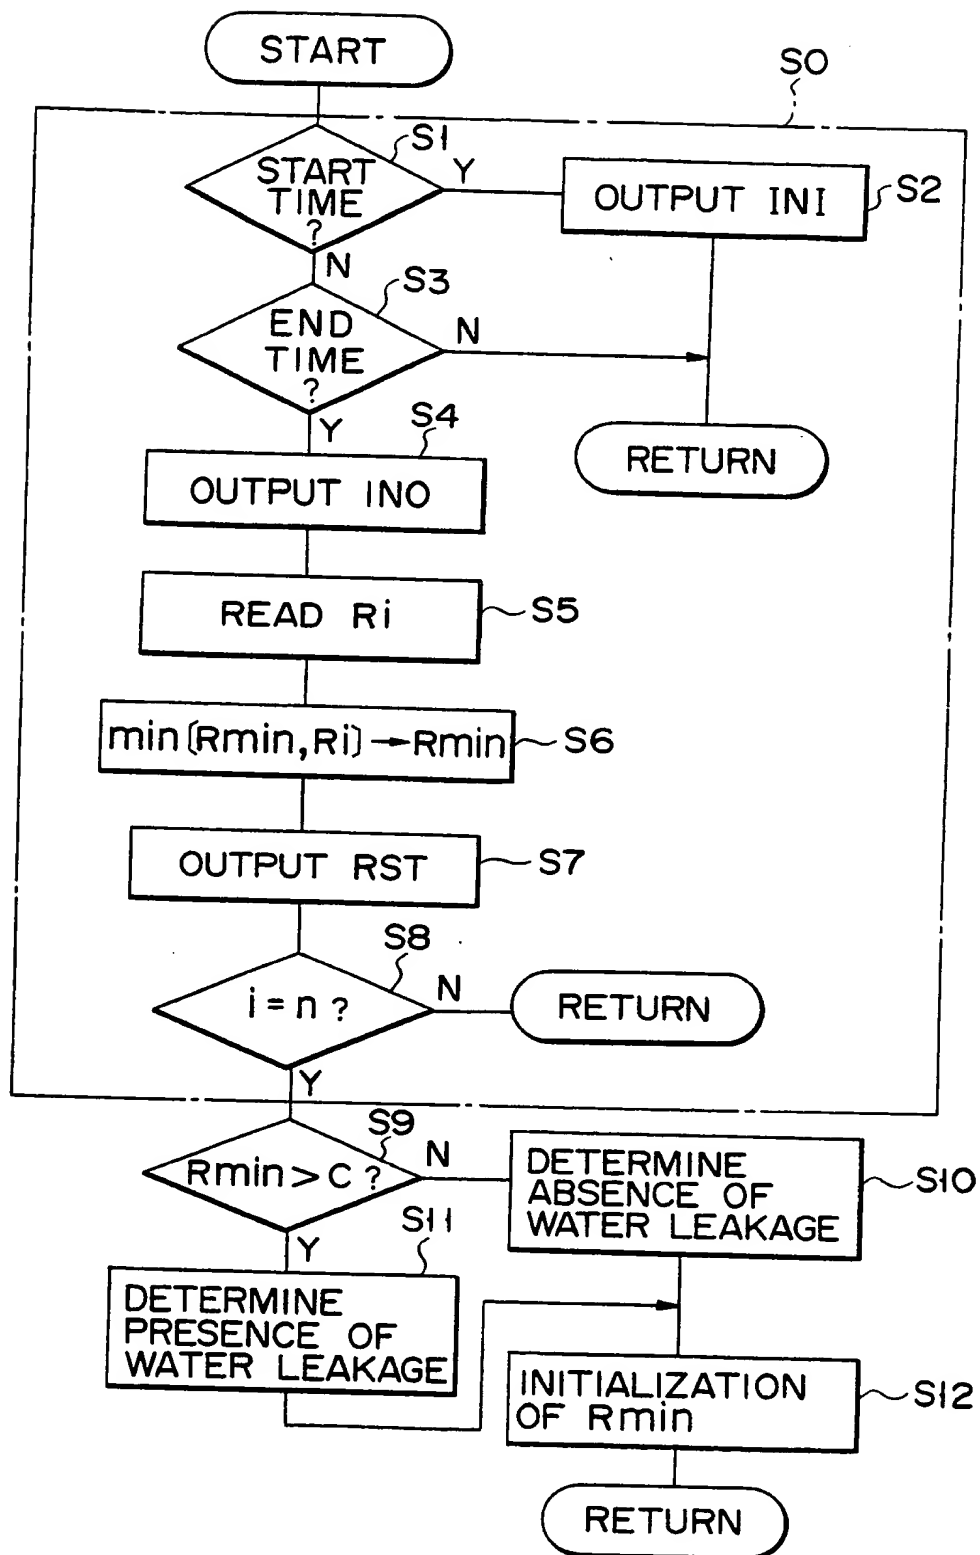 START
S0
S1
START
TIME
?
Y
OUTPUT INI
S2
N
S3
END
TIME
?
N
Y
S4
RETURN
OUTPUT INO
READ Ri
S5
min(Rmin,Ri)→Rmin
S6
OUTPUT RST
S7
S8
i=n?
N
RETURN
Y
S9
Rmin>C?
N
DETERMINE
ABSENCE OF
WATER LEAKAGE
S10
Y
S11
DETERMINE
PRESENCE OF
WATER LEAKAGE
INITIALIZATION
OF Rmin
S12
RETURN